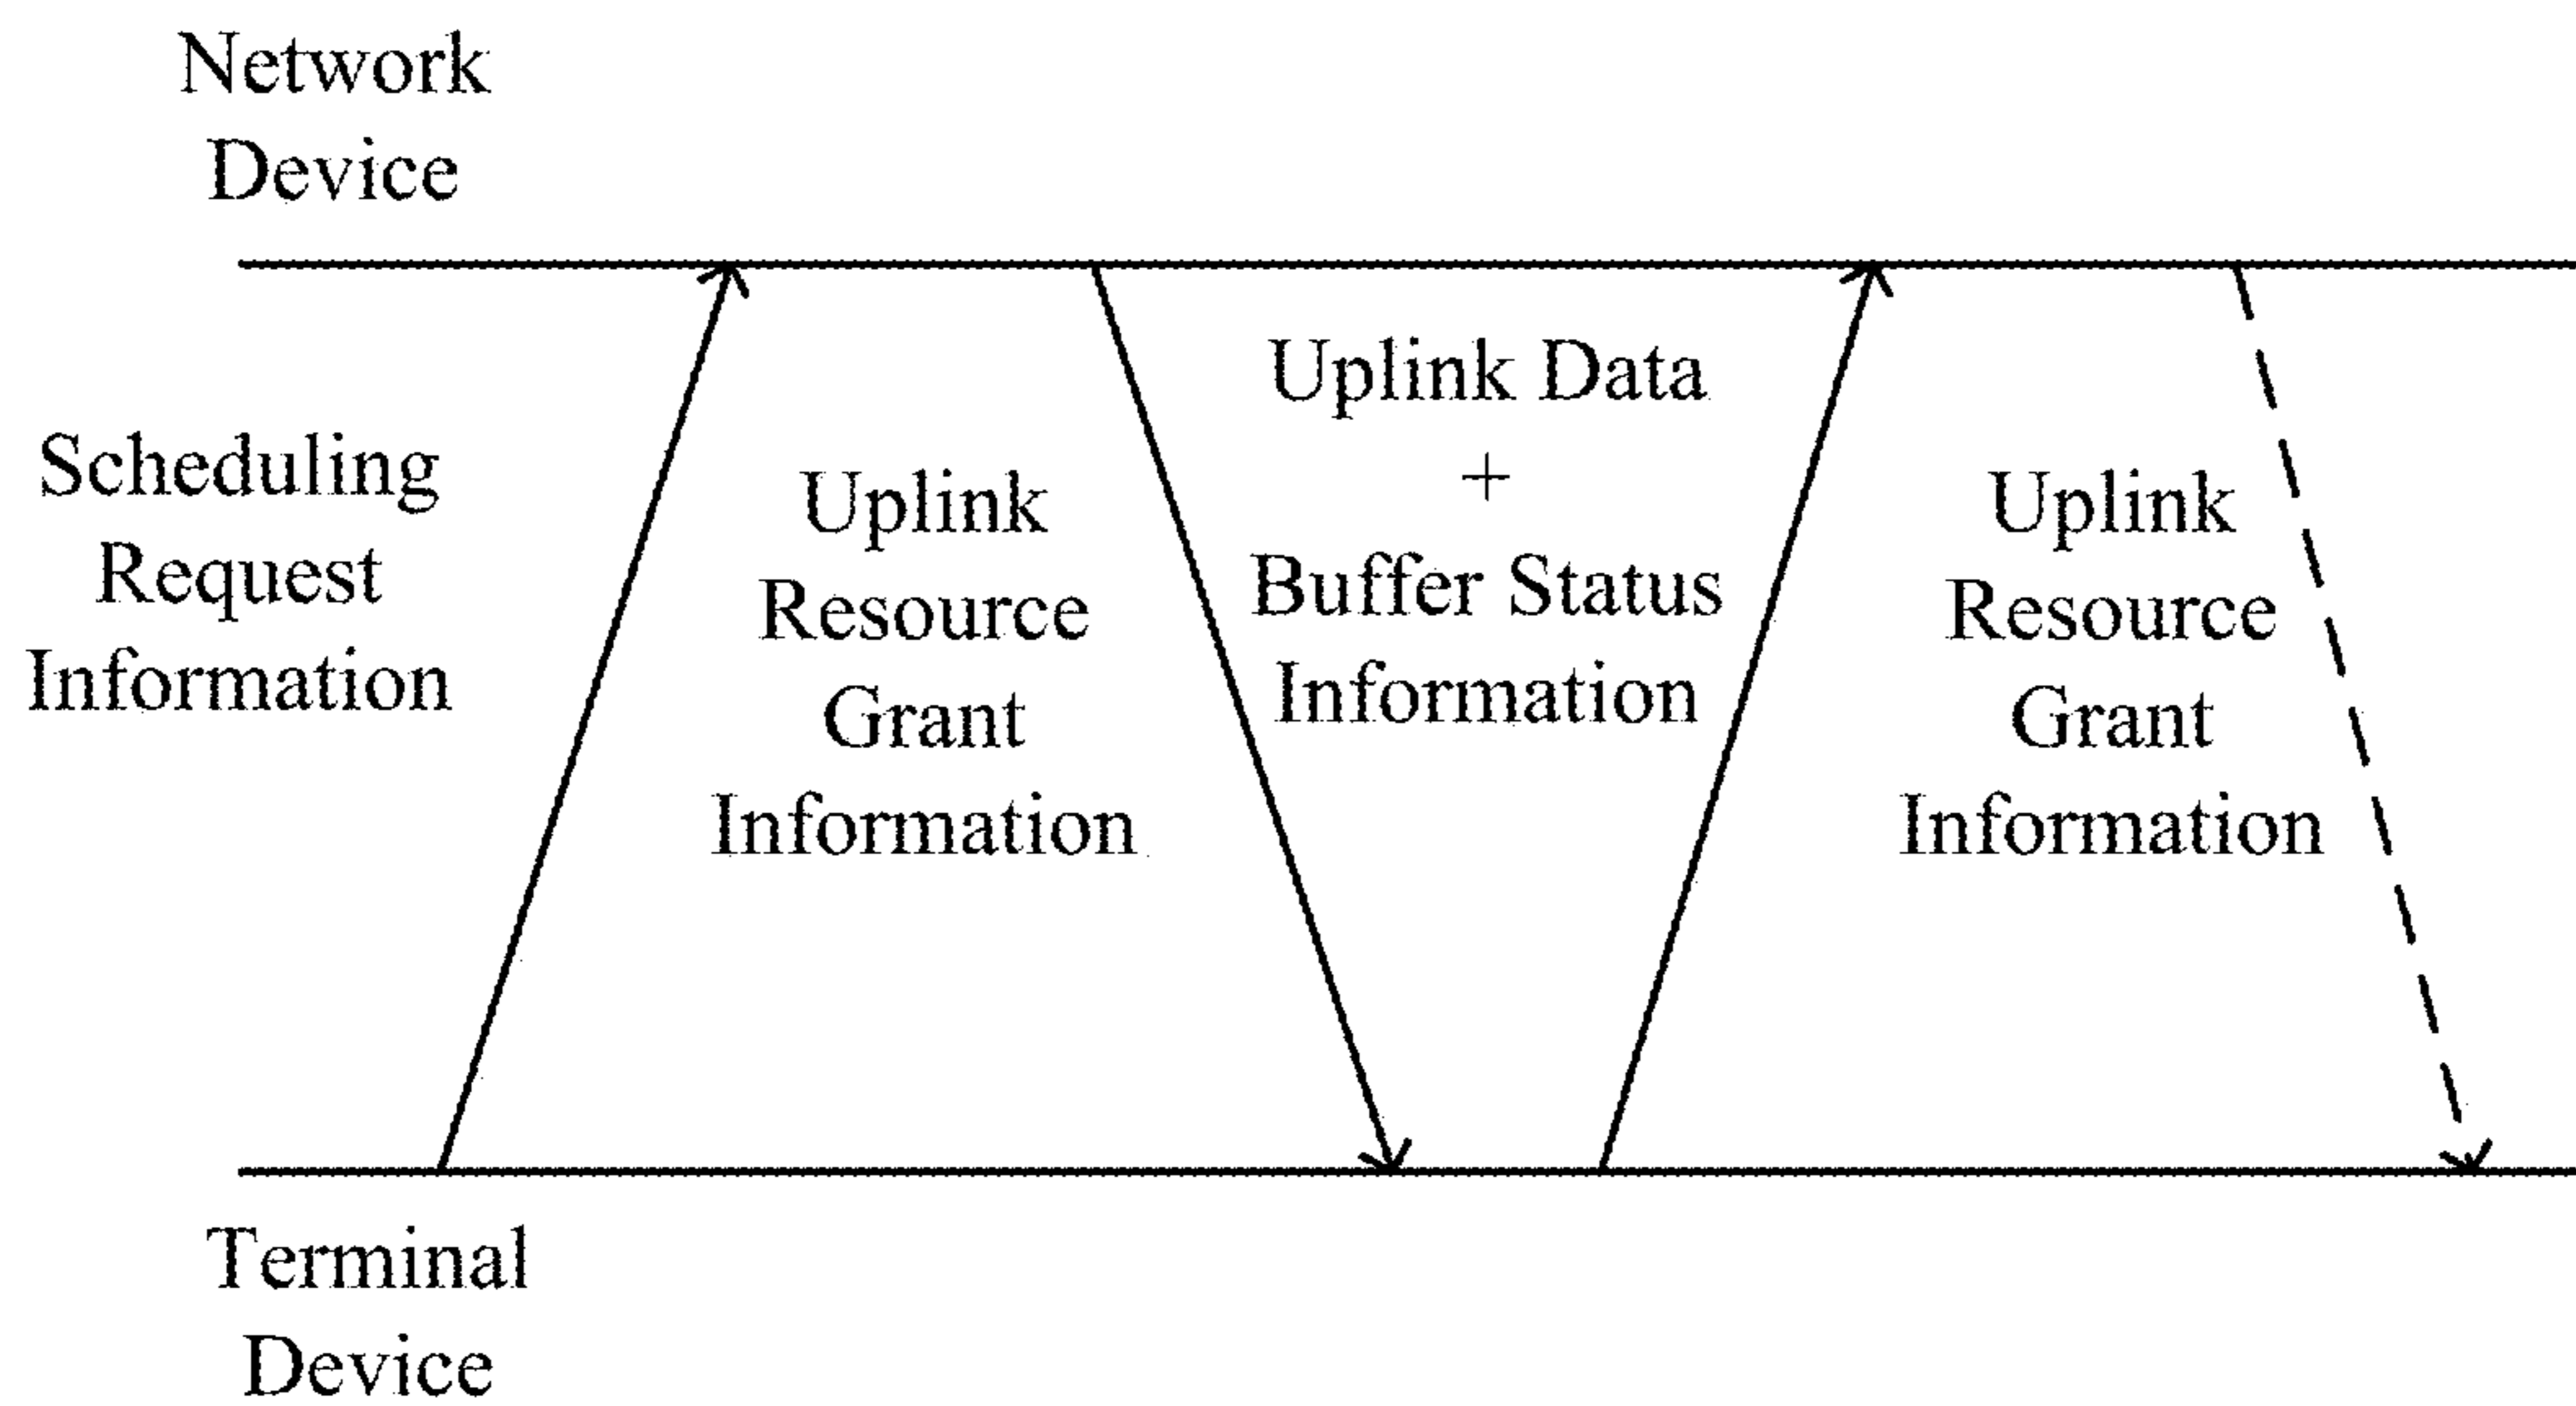 Network
Device
Scheduling
Request
Information
Uplink
Resource
Grant
Information
Uplink Data
+
Buffer Status
Information
Uplink
Resource
Grant
Information
Terminal
Device